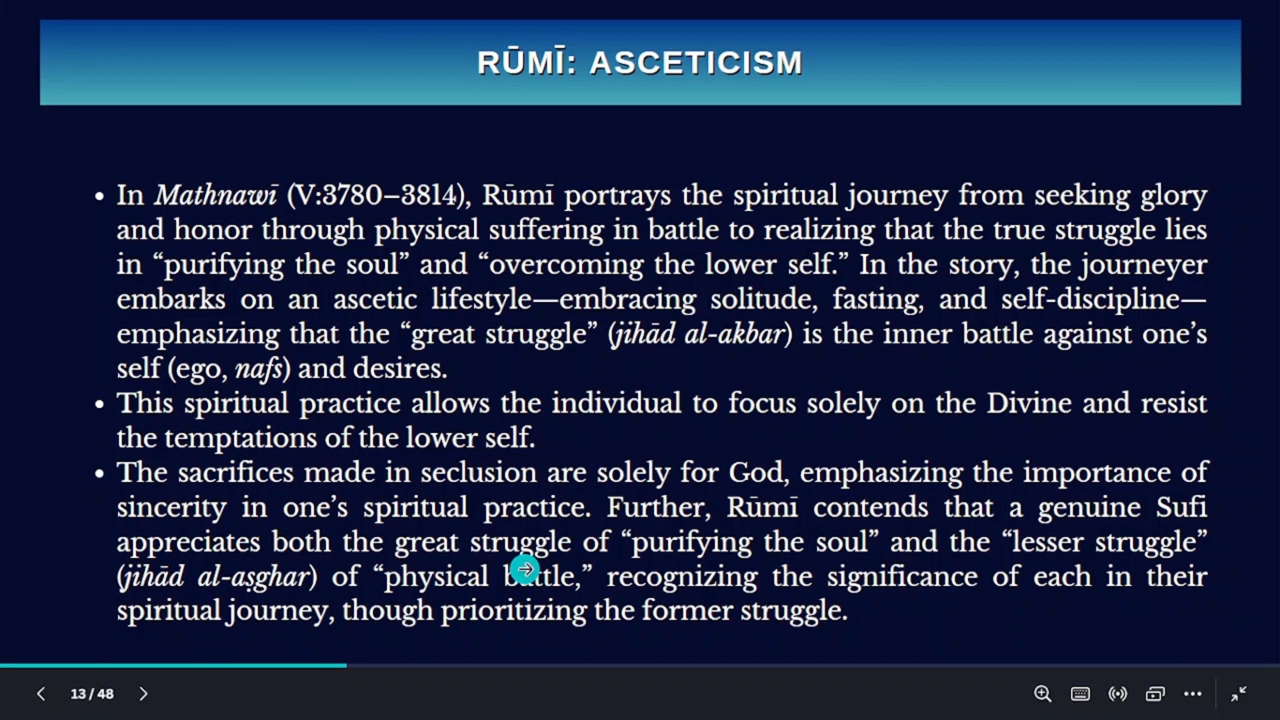 RŪMĪ: ASCETICISM
• In Mathnawī (V:3780–3814), Rūmī portrays the spiritual journey from seeking glory
and honor through physical suffering in battle to realizing that the true struggle lies
in “purifying the soul” and “overcoming the lower self.” In the story, the journeyer
embarks on an ascetic lifestyle—embracing solitude, fasting, and self-discipline—
emphasizing that the “great struggle” (jihād al-akbar) is the inner battle against one’s
self (ego, nafs) and desires.
• This spiritual practice allows the individual to focus solely on the Divine and resist
the temptations of the lower self.
• The sacrifices made in seclusion are solely for God, emphasizing the importance of
sincerity in one’s spiritual practice. Further, Rūmī contends that a genuine Sufi
appreciates both the great struggle of “purifying the soul” and the “lesser struggle”
(jihād al-aṣghar) of “physical battle,” recognizing the significance of each in their
spiritual journey, though prioritizing the former struggle.
13 / 48